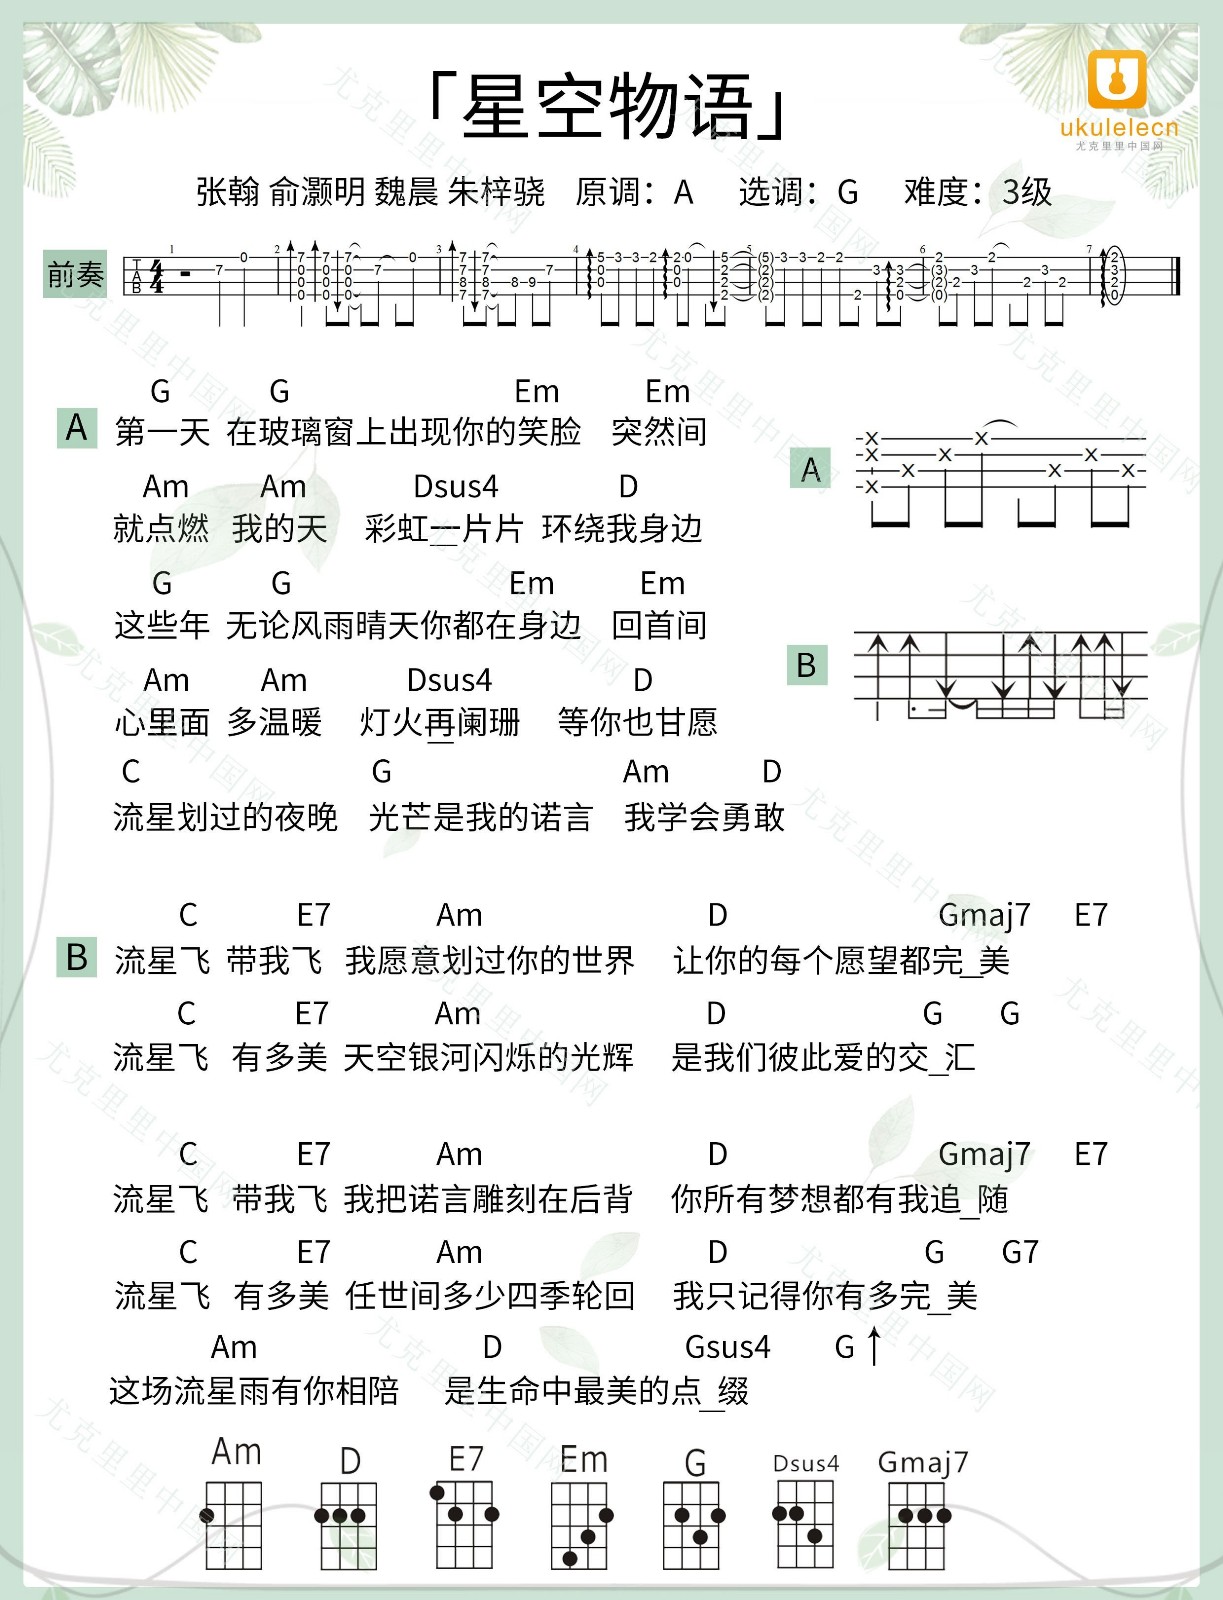 「星空物语」
ukulelecn
尤克里里中国网
张翰 俞灏明 魏晨 朱梓骁 原调：A 选调：G 难度：3级
前奏
G G Em Em
A 第一天 在玻璃窗上出现你的笑脸 突然间
Am Am Dsus4 D
就点燃 我的天 彩虹一片片 环绕我身边
G G Em Em
这些年 无论风雨晴天你都在身边 回首间
Am Am Dsus4 D
心里面 多温暖 灯火再阑珊 等你也甘愿
C G Am D
流星划过的夜晚 光芒是我的诺言 我学会勇敢
A
B
C E7 Am D Gmaj7 E7
B 流星飞 带我飞 我愿意划过你的世界 让你的每个愿望都完_美
C E7 Am D G G
流星飞 有多美 天空银河闪烁的光辉 是我们彼此爱的交_汇
C E7 Am D Gmaj7 E7
流星飞 带我飞 我把诺言雕刻在后背 你所有梦想都有我追_随
C E7 Am D G G7
流星飞 有多美 任世间多少四季轮回 我只记得你有多完_美
Am D Gsus4 G↑
这场流星雨有你相陪 是生命中最美的点_缀
Am D E7 Em G Dsus4 Gmaj7